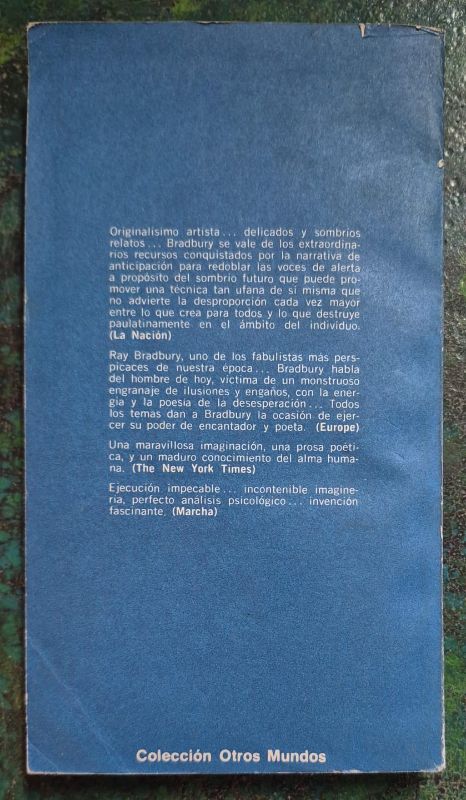 Originalísimo artista... delicados y sombríos
relatos... Bradbury se vale de los extraordina-
rios recursos conquistados por la narrativa de
anticipación para redoblar las voces de alerta
a propósito del sombrío futuro que puede pro-
mover una técnica tan ufana de sí misma que
no advierte la desproporción cada vez mayor
entre lo que crea para todos y lo que destruye
paulatinamente en el ámbito del individuo.
(La Nación)
Ray Bradbury, uno de los fabulistas más pers-
picaces de nuestra época... Bradbury habla
del hombre de hoy, víctima de un monstruoso
engranaje de ilusiones y engaños, con la ener-
gía y la poesía de la desesperación... Todos
los temas dan a Bradbury la ocasión de ejer-
cer su poder de encantador y poeta. (Europe)
Una maravillosa imaginación, una prosa poéti-
ca, y un maduro conocimiento del alma huma-
na. (The New York Times)
Ejecución impecable... incontenible imagine-
ría, perfecto análisis psicológico... invención
fascinante. (Marcha)
Colección Otros Mundos